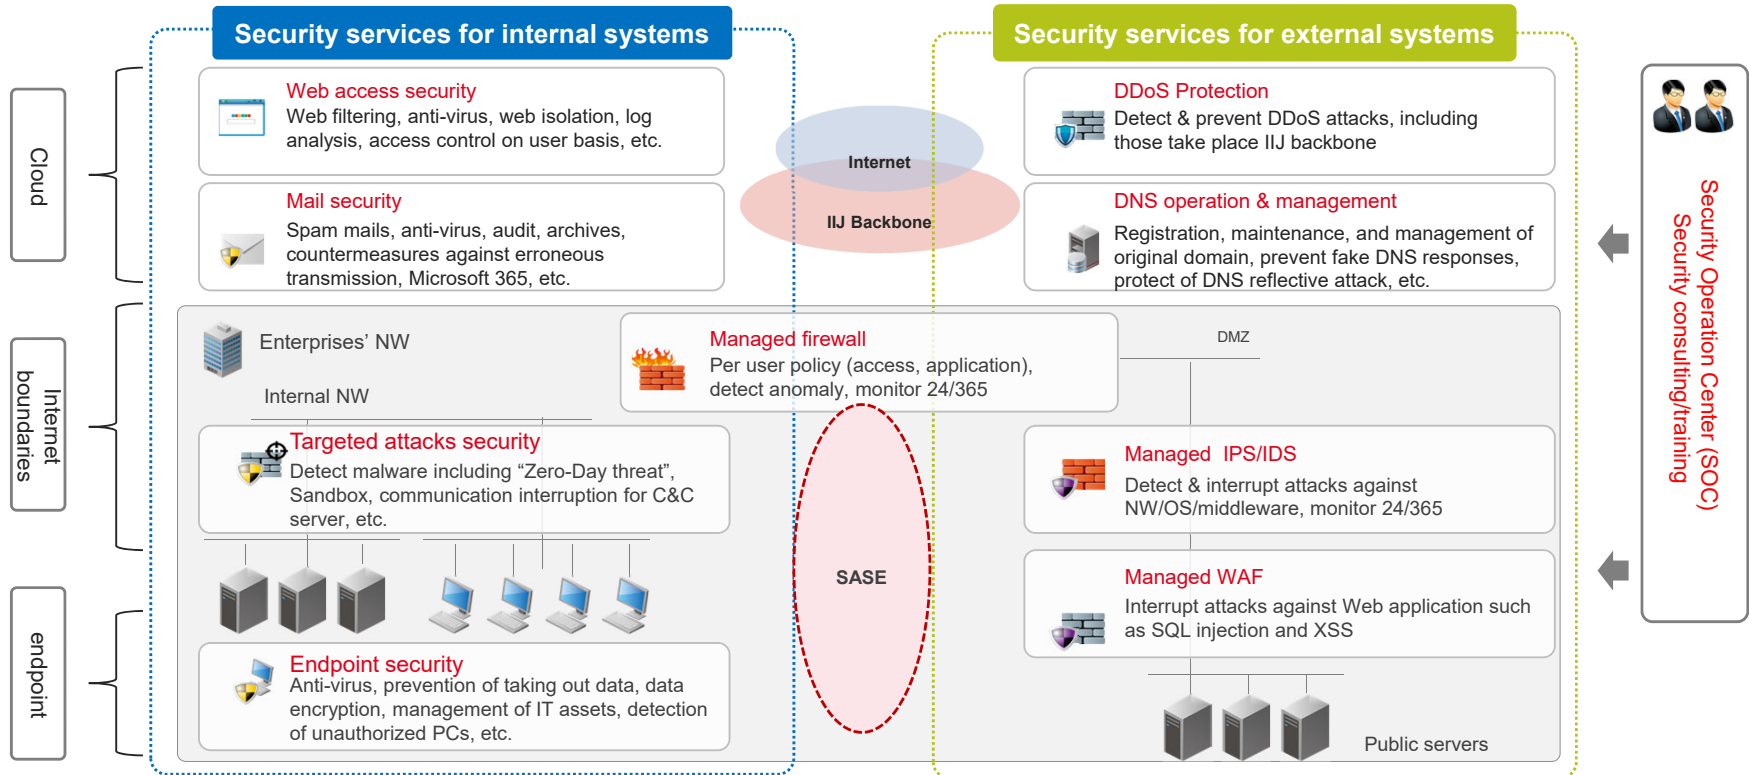 Security services for internal systems
Security services for external systems
Cloud
Web access security
Web filtering, anti-virus, web isolation, log
analysis, access control on user basis, etc.
Mail security
Spam mails, anti-virus, audit, archives,
countermeasures against erroneous
transmission, Microsoft 365, etc.
Internet
IIJ Backbone
DDoS Protection
Detect & prevent DDoS attacks, including
those take place IIJ backbone
DNS operation & management
Registration, maintenance, and management of
original domain, prevent fake DNS responses,
protect of DNS reflective attack, etc.
Security Operation Center (SOC)
Security consulting/training
Internet
boundaries
Enterprises’ NW
Internal NW
Managed firewall
Per user policy (access, application),
detect anomaly, monitor 24/365
DMZ
Targeted attacks security
Detect malware including “Zero-Day threat”,
Sandbox, communication interruption for C&C
server, etc.
SASE
Managed  IPS/IDS
Detect & interrupt attacks against
NW/OS/middleware, monitor 24/365
Managed WAF
Interrupt attacks against Web application such
as SQL injection and XSS
endpoint
Endpoint security
Anti-virus, prevention of taking out data, data
encryption, management of IT assets, detection
of unauthorized PCs, etc.
Public servers